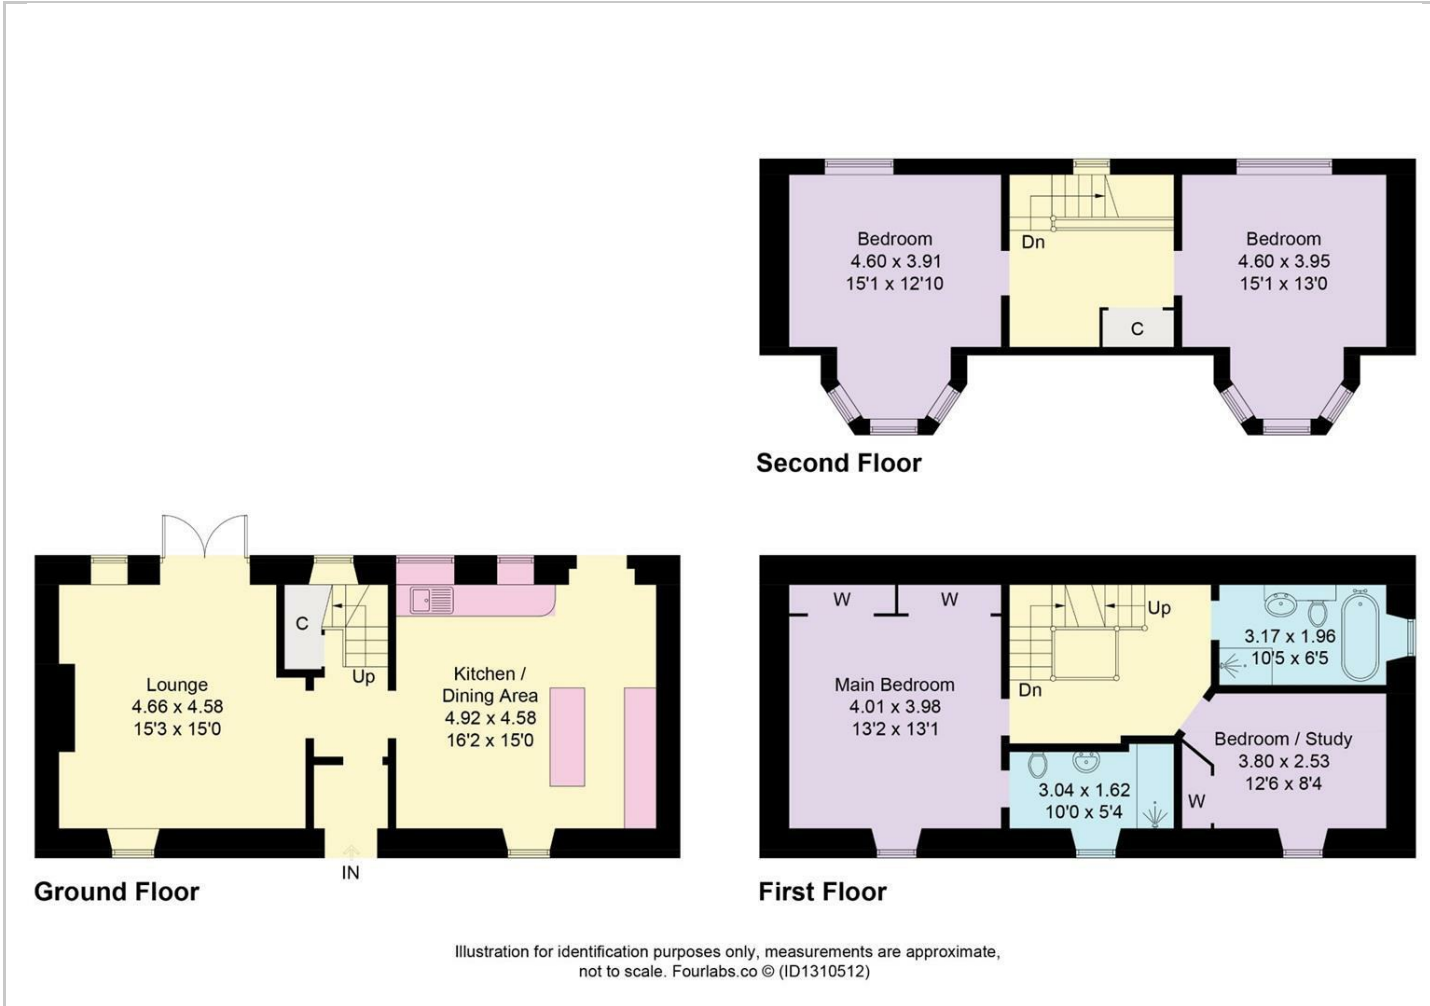 Bedroom
4.60 x 3.91
15'1 x 12'10
Dn
Bedroom
4.60 x 3.95
15'1 x 13'0
C
Second Floor
Lounge
4.66 x 4.58
15'3 x 15'0
C
Up
Kitchen /
Dining Area
4.92 x 4.58
16'2 x 15'0
IN
Ground Floor
W
W
Main Bedroom
4.01 x 3.98
13'2 x 13'1
Up
Dn
3.17 x 1.96
10'5 x 6'5
3.04 x 1.62
10'0 x 5'4
Bedroom / Study
3.80 x 2.53
12'6 x 8'4
W
First Floor
Illustration for identification purposes only, measurements are approximate,
not to scale. Fourlabs.co © (ID1310512)